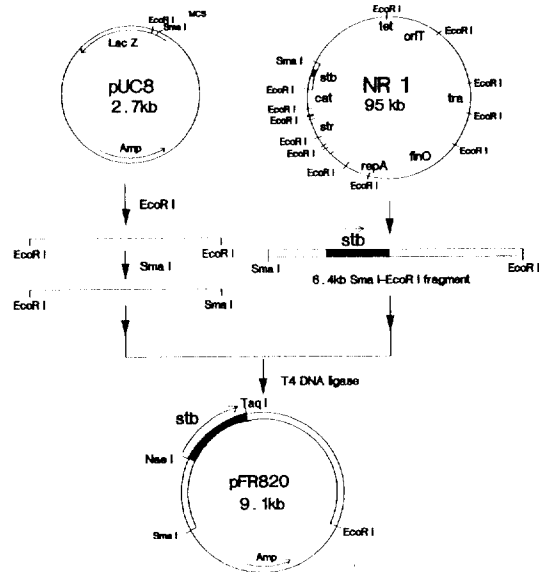 EcoR I
MCS
Sma I
Lac Z
pUC8
2.7kb
Amp
EcoR I
tet
oriT
EcoR I
Sma I
stb
NR 1
95 kb
EcoR I
cat
EcoR I
EcoR I
str
EcoR I
EcoR I
EcoR I
repA
EcoR I
finO
EcoR I
EcoR I
tra
EcoR I
EcoR I
EcoR I
EcoR I
Sma I
EcoR I
Sma I
stb
Sma I
EcoR I
6.4kb Sma I-EcoR I fragment
T4 DNA ligase
stb
Taq I
Nae I
pFR820
9.1kb
Sma I
EcoR I
Amp